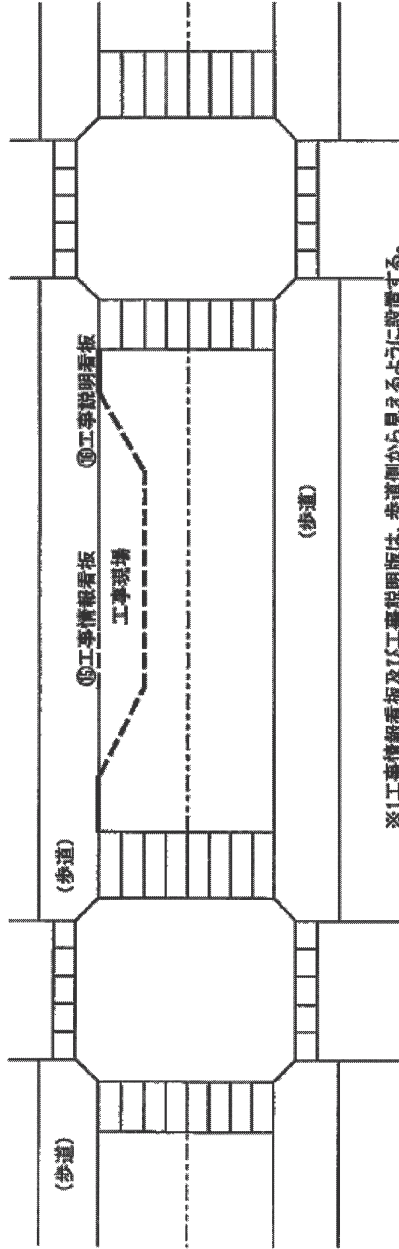 (歩道)
(歩道)
⑮工事情報看板
⑯工事説明看板
工事現場
(歩道)
※1工事情報看板及び工事説明版は、歩道側から見えるように設置する。